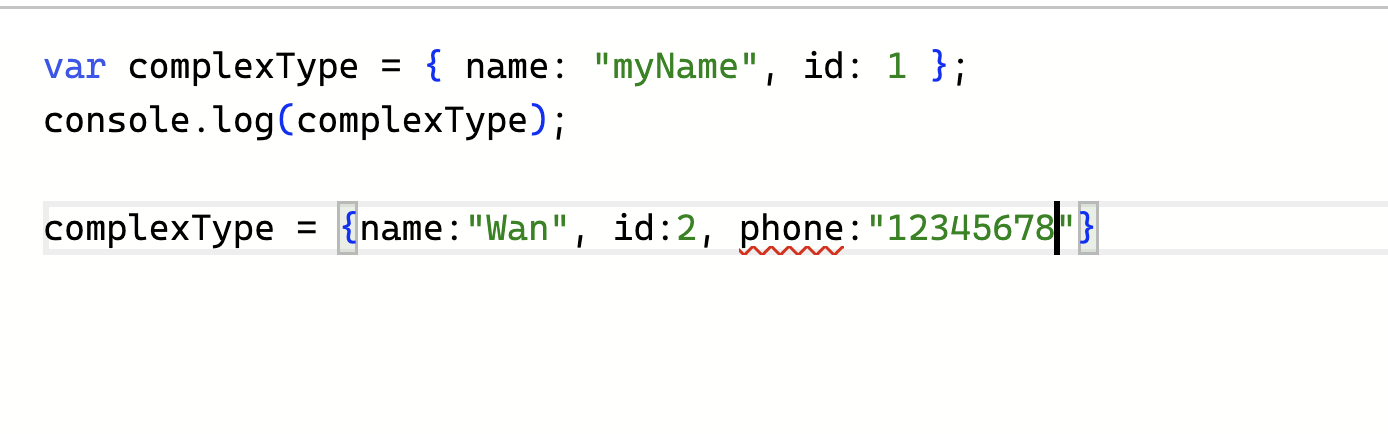 var complexType = { name: "myName", id: 1 };
console.log(complexType);
complexType = {name:"Wan", id:2, phone:"12345678"}